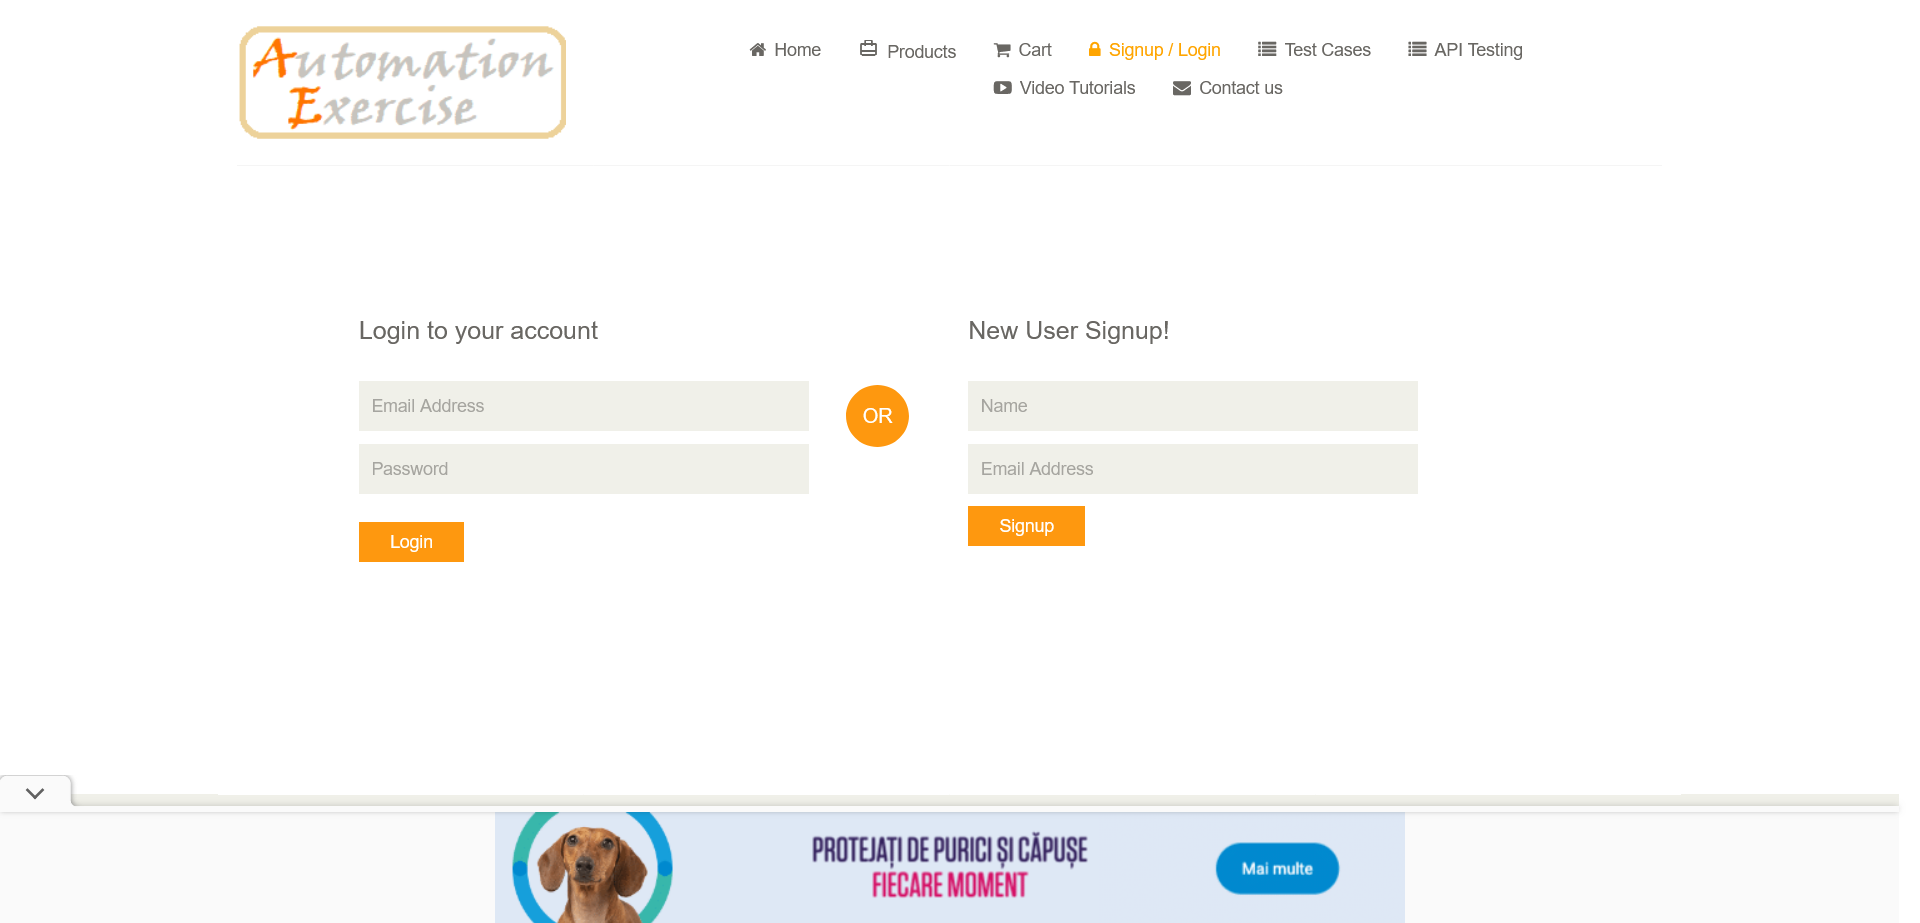 Automation
Exercise
Home
Products
Cart
Signup / Login
Test Cases
API Testing
Video Tutorials
Contact us
Login to your account
Email Address
Password
Login
OR
New User Signup!
Name
Email Address
Signup
PROTEJAȚI DE PURICI ȘI CĂPUȘE
FIECARE MOMENT
Mai multe